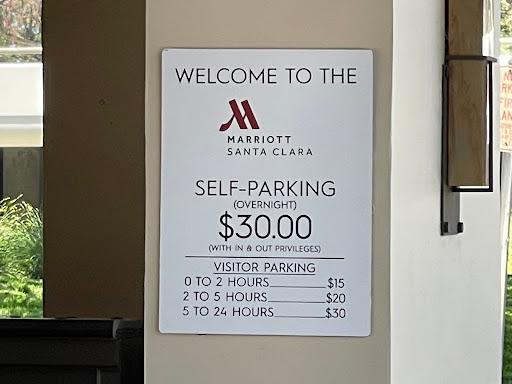 WELCOME TO THE
MARRIOTT
SANTA CLARA
SELF-PARKING
(OVERNIGHT)
$30.00
(WITH IN & OUT PRIVILEGES)
VISITOR PARKING
0 TO 2 HOURS $15
2 TO 5 HOURS $20
5 TO 24 HOURS $30